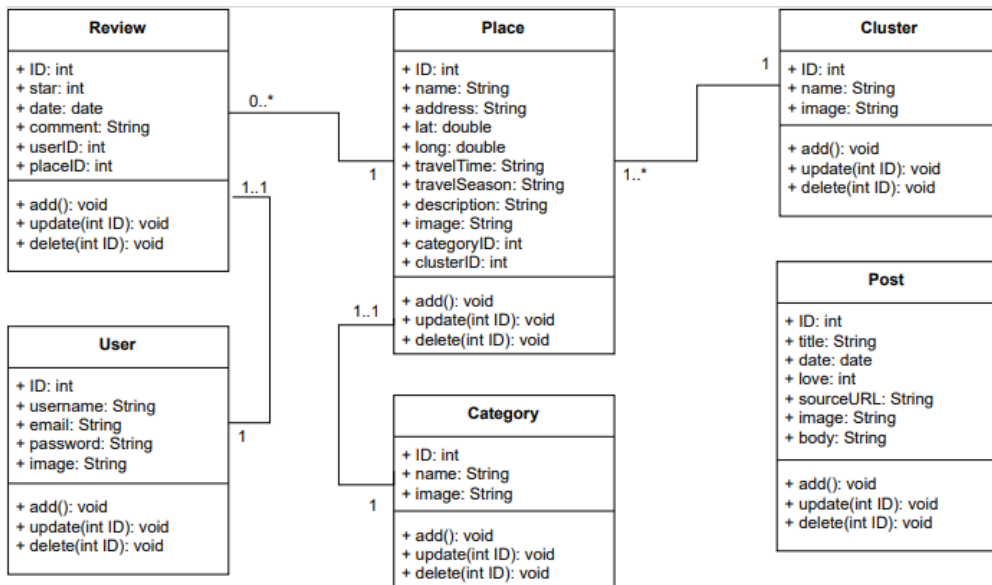 Review
+ ID: int
+ star: int
+ date: date
+ comment: String
+ userID: int
+ placeID: int
+ add(): void
+ update(int ID): void
+ delete(int ID): void
0..*
1
1..1
1
User
+ ID: int
+ username: String
+ email: String
+ password: String
+ image: String
+ add(): void
+ update(int ID): void
+ delete(int ID): void
Place
+ ID: int
+ name: String
+ address: String
+ lat: double
+ long: double
+ travelTime: String
+ travelSeason: String
+ description: String
+ image: String
+ categoryID: int
+ clusterID: int
+ add(): void
+ update(int ID): void
+ delete(int ID): void
1..1
1
Category
+ ID: int
+ name: String
+ image: String
+ add(): void
+ update(int ID): void
+ delete(int ID): void
1
1..*
Cluster
+ ID: int
+ name: String
+ image: String
+ add(): void
+ update(int ID): void
+ delete(int ID): void
Post
+ ID: int
+ title: String
+ date: date
+ love: int
+ sourceURL: String
+ image: String
+ body: String
+ add(): void
+ update(int ID): void
+ delete(int ID): void